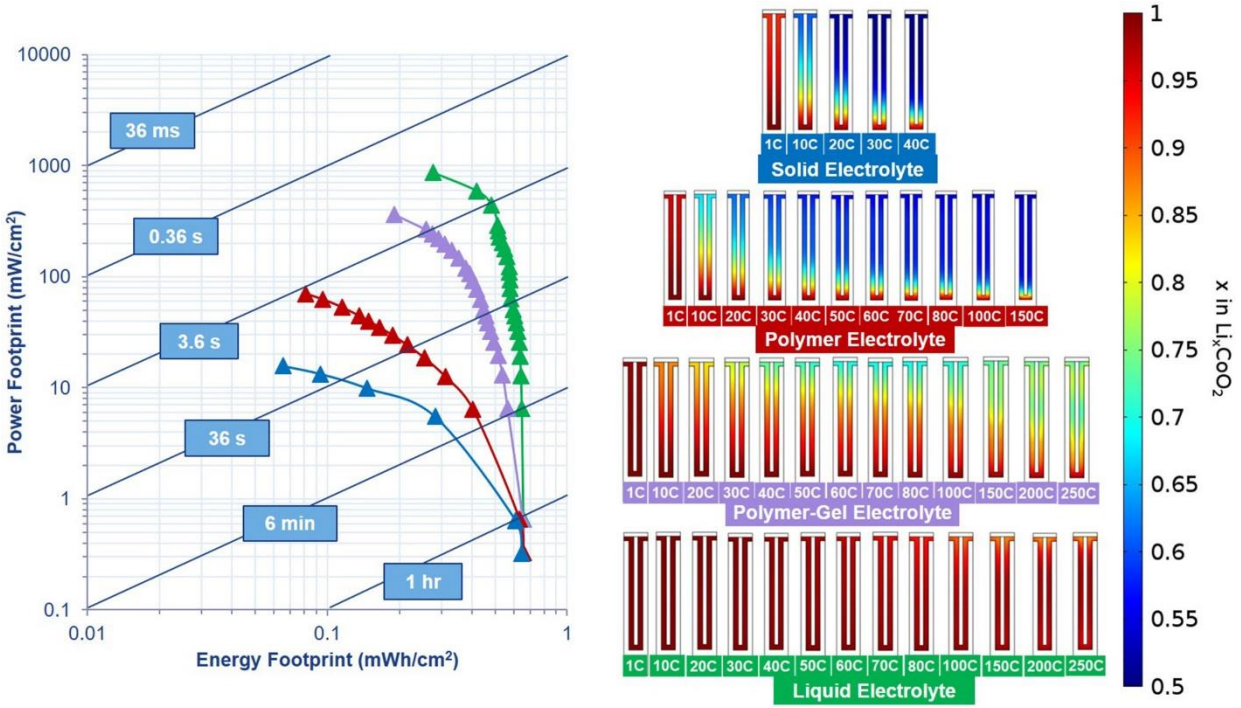 10000
1000
100
10
1
0.1
0.01
0.1
1
Power Footprint (mW/cm²)
Energy Footprint (mWh/cm²)
36 ms
0.36 s
3.6 s
36 s
6 min
1 hr
1C 10C 20C 30C 40C
Solid Electrolyte
1C 10C 20C 30C 40C 50C 60C 70C 80C 100C 150C
Polymer Electrolyte
1C 10C 20C 30C 40C 50C 60C 70C 80C 100C 150C 200C 250C
Polymer-Gel Electrolyte
1C 10C 20C 30C 40C 50C 60C 70C 80C 100C 150C 200C 250C
Liquid Electrolyte
1
0.95
0.9
0.85
0.8
0.75
0.7
0.65
0.6
0.55
0.5
x in LiₓCoO₂